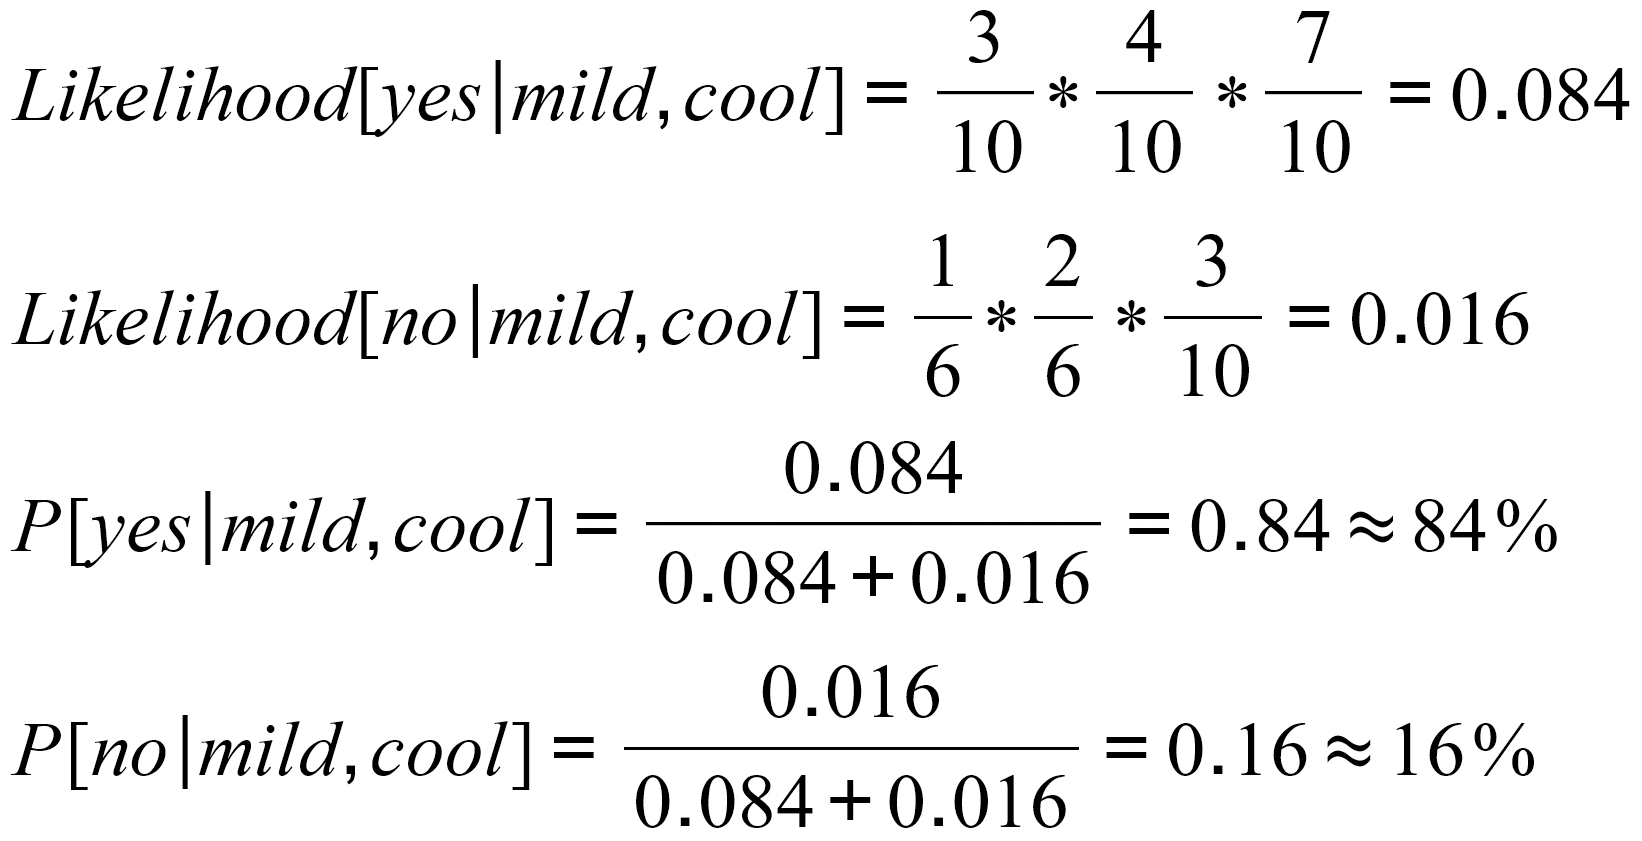 Likelihood[yes|mild,cool] = 3/10 * 4/10 * 7/10 = 0.084
Likelihood[no|mild,cool] = 1/6 * 2/6 * 3/10 = 0.016
P[yes|mild,cool] = 0.084/(0.084+0.016) = 0.84 ≈ 84%
P[no|mild,cool] = 0.016/(0.084+0.016) = 0.16 ≈ 16%